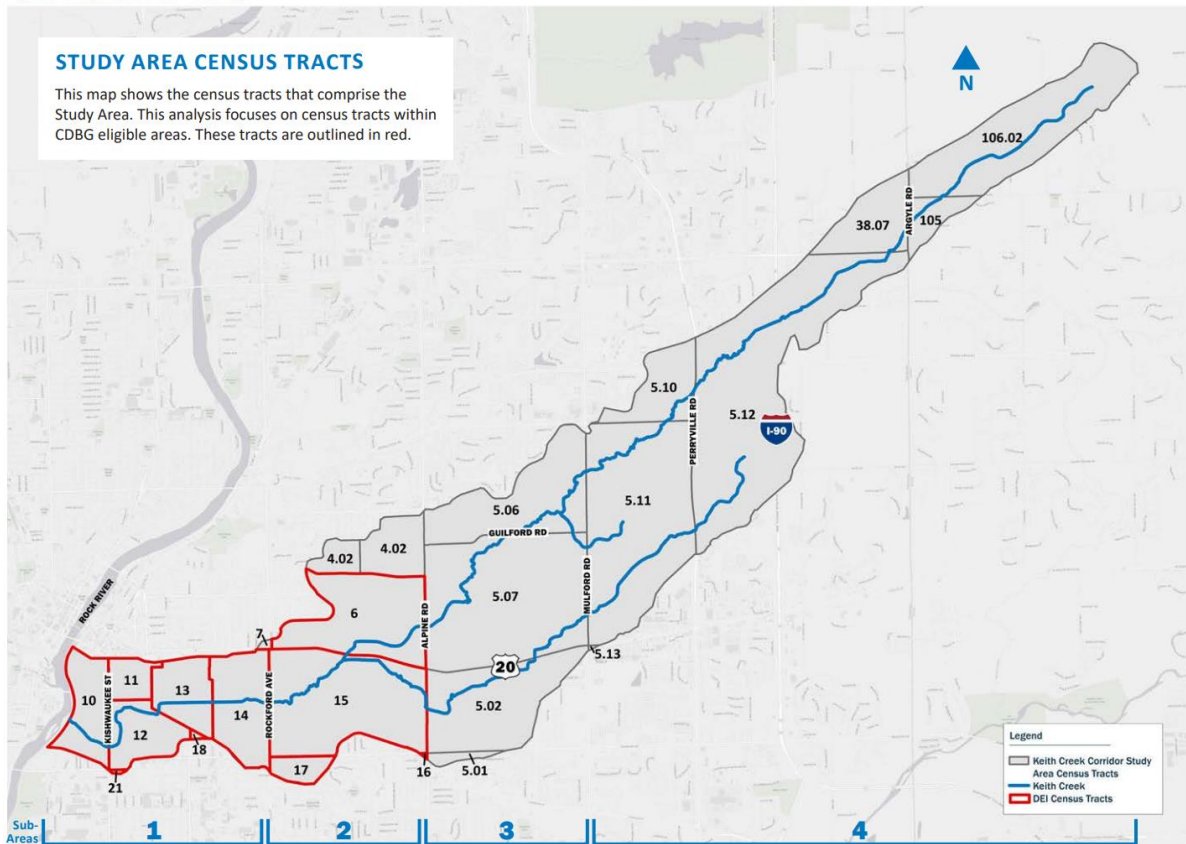 STUDY AREA CENSUS TRACTS
This map shows the census tracts that comprise the
Study Area. This analysis focuses on census tracts within
CDBG eligible areas. These tracts are outlined in red.
N
106.02
38.07
ARGYLE RD
105
5.10
PERRYVILLE RD
5.12
I-90
5.06
5.11
GUILFORD RD
4.02
4.02
MULFORD RD
ROCK RIVER
5.07
6
ALPINE RD
7
5.13
20
10
KISHWAUKEE ST
11
13
ROCKFORD AVE
15
5.02
14
12
18
17
16
5.01
21
Legend
Keith Creek Corridor Study
Area Census Tracts
Keith Creek
DEI Census Tracts
Sub-
Areas
1
2
3
4